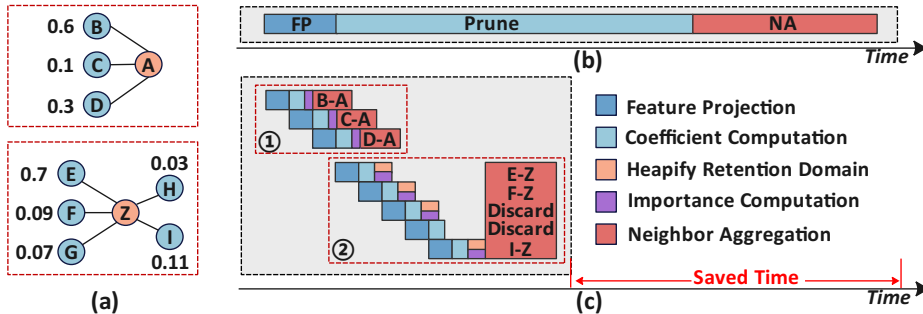 0.6
B
0.1
C
A
0.3
D
0.7
E
0.03
H
0.09
F
Z
0.07
G
I
0.11
(a)
FP
Prune
NA
Time
(b)
B-A
C-A
D-A
①
E-Z
F-Z
Discard
Discard
I-Z
②
Feature Projection
Coefficient Computation
Heapify Retention Domain
Importance Computation
Neighbor Aggregation
Saved Time
Time
(c)